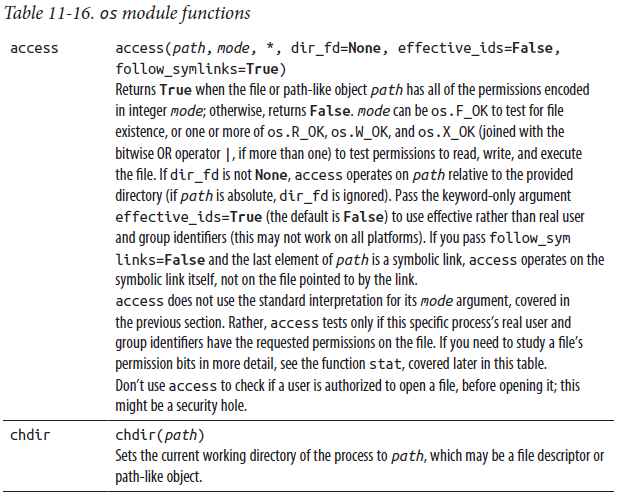 Table 11-16. os module functions
access access(path, mode, *, dir_fd=None, effective_ids=False,
follow_symlinks=True)
Returns True when the file or path-like object path has all of the permissions encoded
in integer mode; otherwise, returns False. mode can be os.F_OK to test for file
existence, or one or more of os.R_OK, os.W_OK, and os.X_OK (joined with the
bitwise OR operator |, if more than one) to test permissions to read, write, and execute
the file. If dir_fd is not None, access operates on path relative to the provided
directory (if path is absolute, dir_fd is ignored). Pass the keyword-only argument
effective_ids=True (the default is False) to use effective rather than real user
and group identifiers (this may not work on all platforms). If you pass follow_sym
links=False and the last element of path is a symbolic link, access operates on the
symbolic link itself, not on the file pointed to by the link.
access does not use the standard interpretation for its mode argument, covered in
the previous section. Rather, access tests only if this specific process's real user and
group identifiers have the requested permissions on the file. If you need to study a file's
permission bits in more detail, see the function stat, covered later in this table.
Don't use access to check if a user is authorized to open a file, before opening it; this
might be a security hole.
chdir chdir(path)
Sets the current working directory of the process to path, which may be a file descriptor or
path-like object.